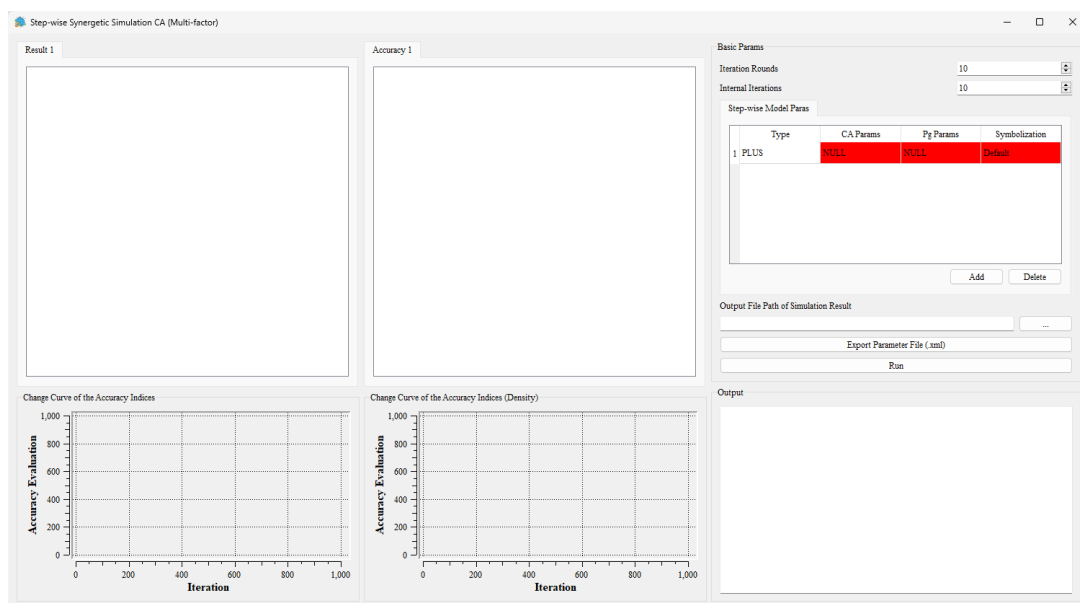 Step-wise Synergetic Simulation CA (Multi-factor)
Result 1
Accuracy 1
Basic Params
Iteration Rounds
10
Internal Iterations
10
Step-wise Model Paras
Type CA Params Pg Params Symbolization
1 PLUS NULL NULL Default
Add Delete
Output File Path of Simulation Result
...
Export Parameter File (.xml)
Run
Change Curve of the Accuracy Indices
Accuracy Evaluation
1,000
800
600
400
200
0
0 200 400 600 800 1,000
Iteration
Change Curve of the Accuracy Indices (Density)
Accuracy Evaluation
1,000
800
600
400
200
0
0 200 400 600 800 1,000
Iteration
Output